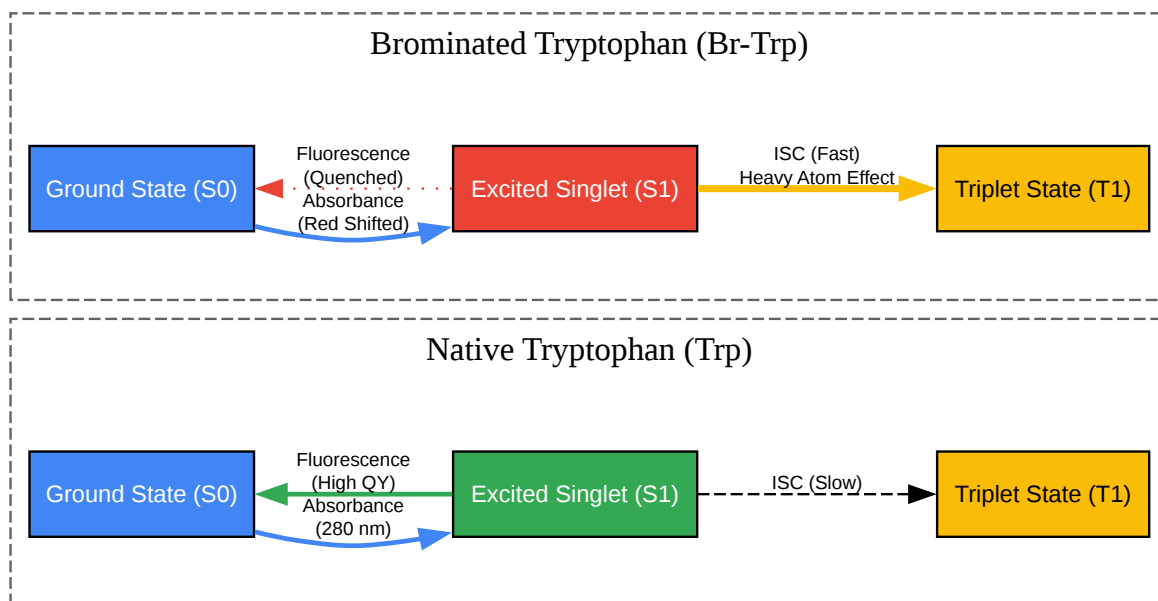 Brominated Tryptophan (Br-Trp)
Ground State (S0)
Fluorescence
(Quenched)
Absorbance
(Red Shifted)
Excited Singlet (S1)
ISC (Fast)
Heavy Atom Effect
Triplet State (T1)
Native Tryptophan (Trp)
Ground State (S0)
Fluorescence
(High QY)
Absorbance
(280 nm)
Excited Singlet (S1)
ISC (Slow)
Triplet State (T1)